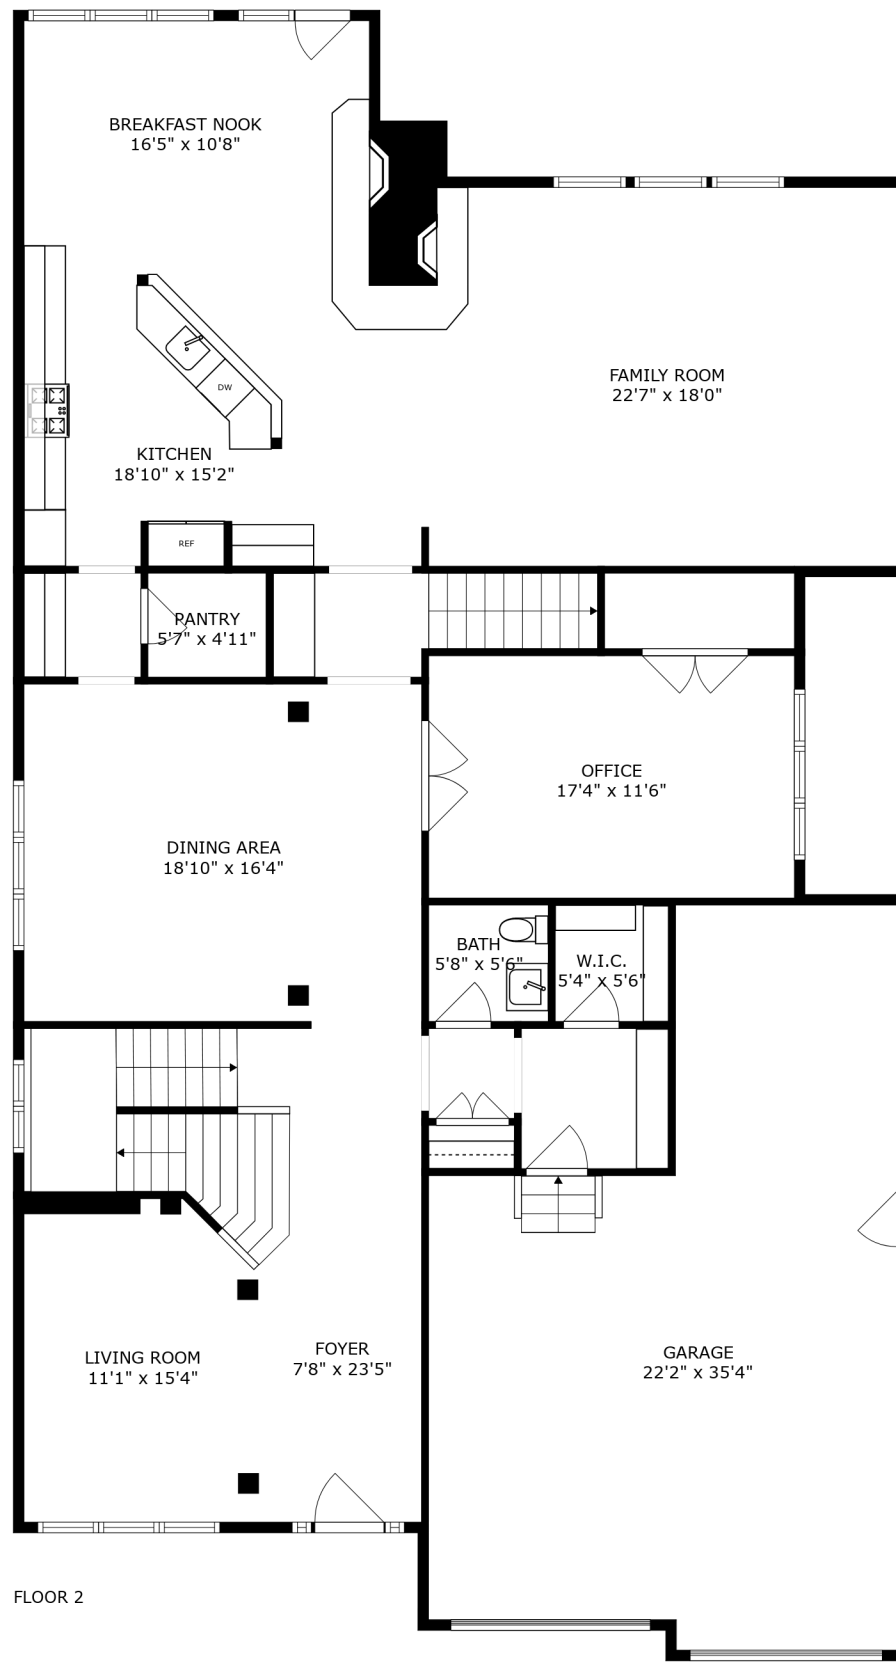 BREAKFAST NOOK
16'5" x 10'8"
FAMILY ROOM
22'7" x 18'0"
DW
KITCHEN
18'10" x 15'2"
REF
PANTRY
5'7" x 4'11"
OFFICE
17'4" x 11'6"
DINING AREA
18'10" x 16'4"
BATH
5'8" x 5'6"
W.I.C.
5'4" x 5'6"
LIVING ROOM
11'1" x 15'4"
FOYER
7'8" x 23'5"
GARAGE
22'2" x 35'4"
FLOOR 2